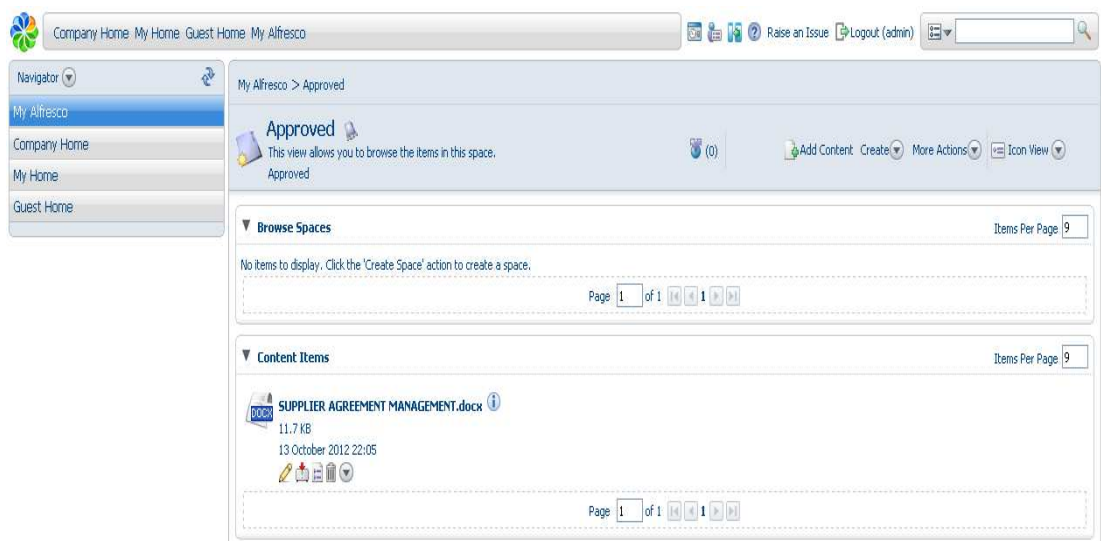 Company Home My Home Guest Home My Alfresco
Raise an Issue Logout (admin)
Navigator
My Alfresco
Company Home
My Home
Guest Home
My Alfresco > Approved
Approved
This view allows you to browse the items in this space.
Approved
(0)
Add Content Create More Actions Icon View
Browse Spaces
Items Per Page 9
No items to display. Click the 'Create Space' action to create a space.
Page 1 of 1 1
Content Items
Items Per Page 9
DOCX
SUPPLIER AGREEMENT MANAGEMENT.docx
11.7 KB
13 October 2012 22:05
Page 1 of 1 1